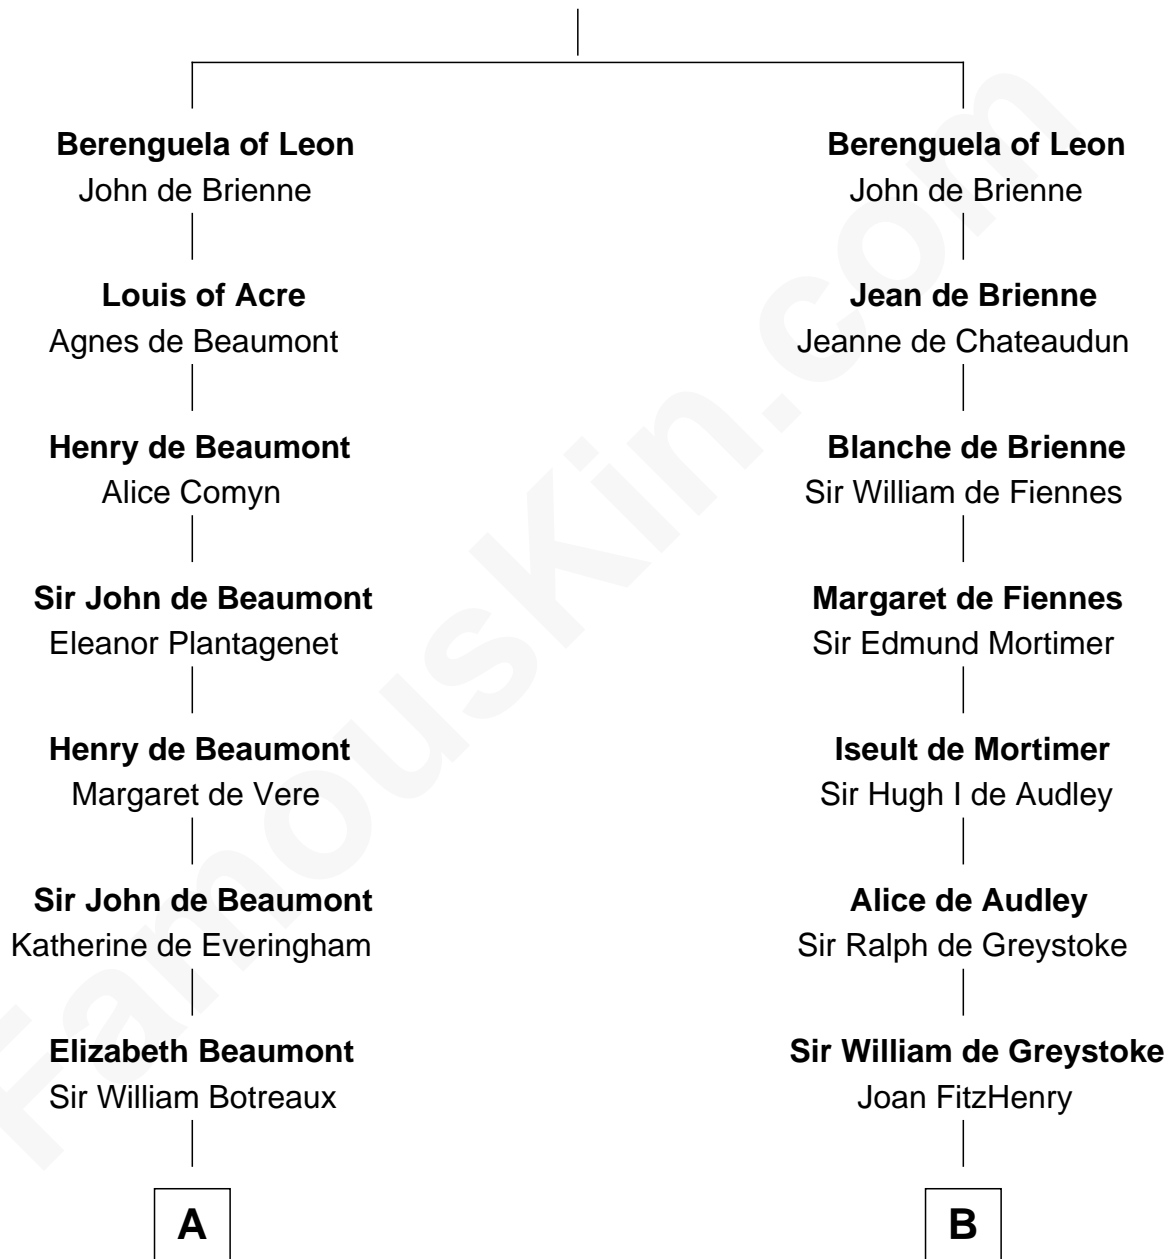 Berenguela of Leon
John de Brienne
Louis of Acre
Agnes de Beaumont
Henry de Beaumont
Alice Comyn
Sir John de Beaumont
Eleanor Plantagenet
Henry de Beaumont
Margaret de Vere
Sir John de Beaumont
Katherine de Everingham
Elizabeth Beaumont
Sir William Botreaux
A
Berenguela of Leon
John de Brienne
Jean de Brienne
Jeanne de Chateaudun
Blanche de Brienne
Sir William de Fiennes
Margaret de Fiennes
Sir Edmund Mortimer
Iseult de Mortimer
Sir Hugh I de Audley
Alice de Audley
Sir Ralph de Greystoke
Sir William de Greystoke
Joan FitzHenry
B
FamousKin.com